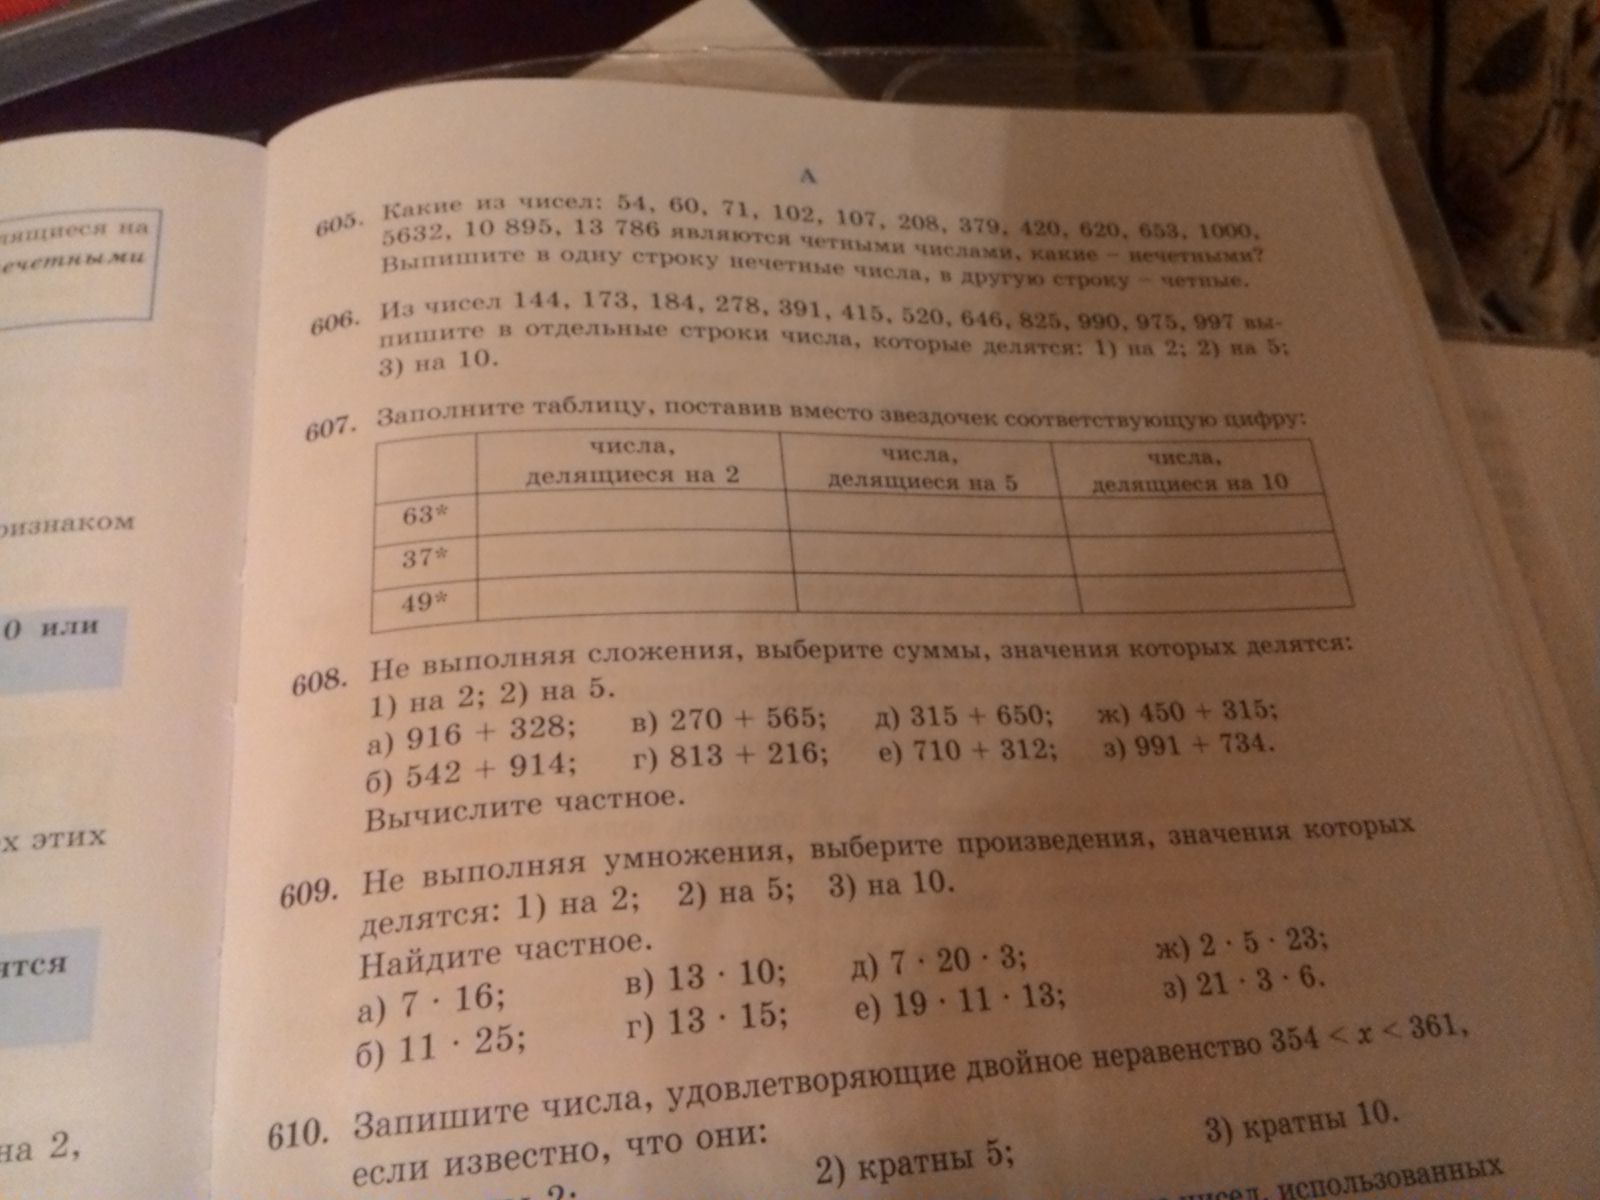 лящиеся на
нечетными
признаком
0 или
х этих
ятся
на 2,
А
605. Какие из чисел: 54, 60, 71, 102, 107, 208, 379, 420, 620, 653, 1000,
5632, 10 895, 13 786 являются четными числами, какие – нечетными?
Выпишите в одну строку нечетные числа, в другую строку – четные.
606. Из чисел 144, 173, 184, 278, 391, 415, 520, 646, 825, 990, 975, 997 вы-
пишите в отдельные строки числа, которые делятся: 1) на 2; 2) на 5;
3) на 10.
607. Заполните таблицу, поставив вместо звездочек соответствующую цифру:
числа, числа, числа,
делящиеся на 2 делящиеся на 5 делящиеся на 10
63*
37*
49*
608. Не выполняя сложения, выберите суммы, значения которых делятся:
1) на 2; 2) на 5.
а) 916 + 328; в) 270 + 565; д) 315 + 650; ж) 450 + 315;
б) 542 + 914; г) 813 + 216; е) 710 + 312; з) 991 + 734.
Вычислите частное.
609. Не выполняя умножения, выберите произведения, значения которых
делятся: 1) на 2; 2) на 5; 3) на 10.
Найдите частное.
а) 7 · 16; в) 13 · 10; д) 7 · 20 · 3; ж) 2 · 5 · 23;
б) 11 · 25; г) 13 · 15; е) 19 · 11 · 13; з) 21 · 3 · 6.
610. Запишите числа, удовлетворяющие двойное неравенство 354 < x < 361,
если известно, что они:
2; 2) кратны 5; 3) кратны 10.
чисел, использованных